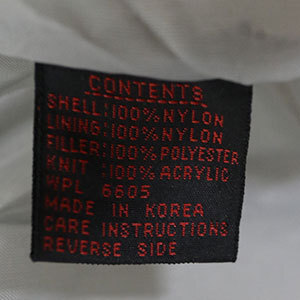 CONTENTS
SHELL:100%NYLON
LINING:100%NYLON
FILLER:100%POLYESTER
KNIT :100%ACRYLIC
WPL 6605
MADE IN KOREA
CARE INSTRUCTIONS
REVERSE SIDE